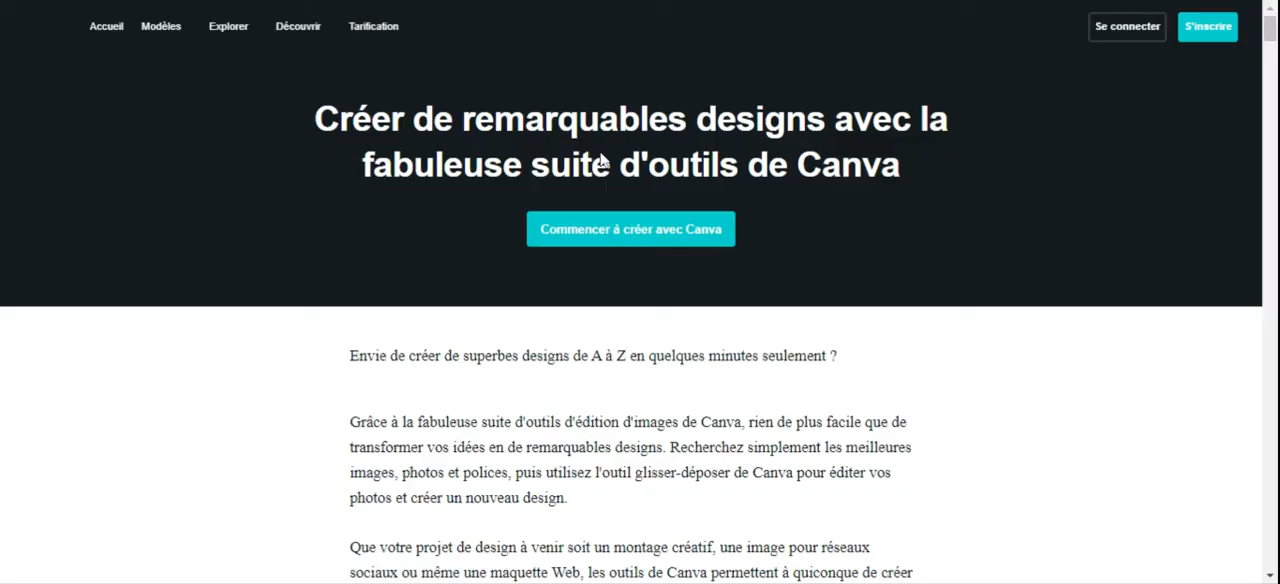 Accueil Modèles Explorer Découvrir Tarification Se connecter S'inscrire
Créer de remarquables designs avec la
fabuleuse suite d'outils de Canva
Commencer à créer avec Canva
Envie de créer de superbes designs de A à Z en quelques minutes seulement ?
Grâce à la fabuleuse suite d'outils d'édition d'images de Canva, rien de plus facile que de
transformer vos idées en de remarquables designs. Recherchez simplement les meilleures
images, photos et polices, puis utilisez l'outil glisser-déposer de Canva pour éditer vos
photos et créer un nouveau design.
Que votre projet de design à venir soit un montage créatif, une image pour réseaux
sociaux ou même une maquette Web, les outils de Canva permettent à quiconque de créer